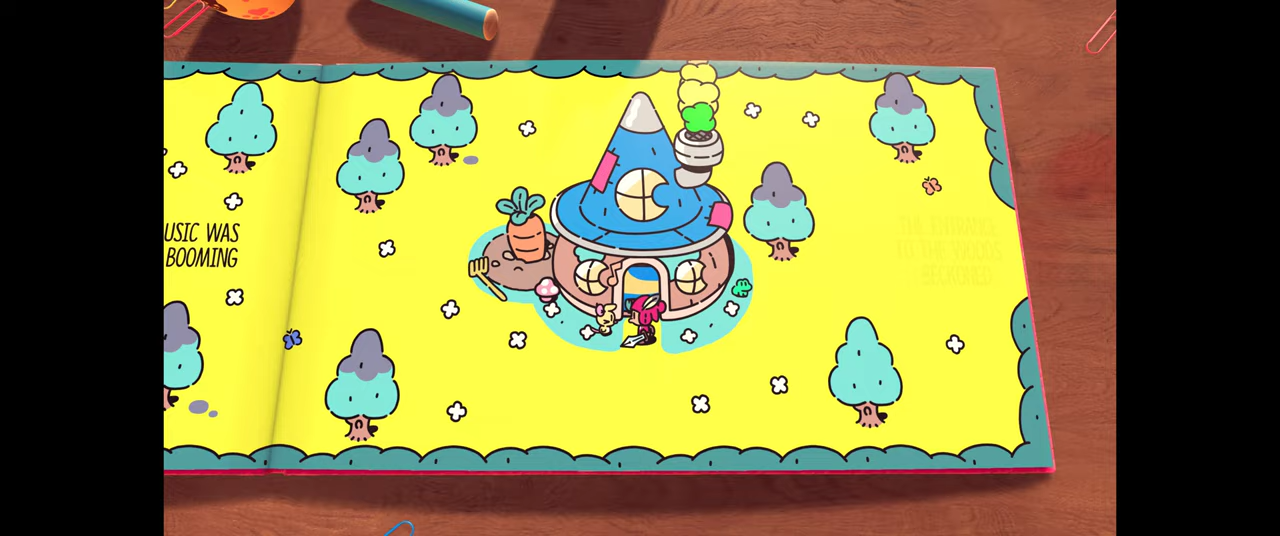 USIC WAS
BOOMING
THE ENTRANCE
TO THE WOODS
BECKONED